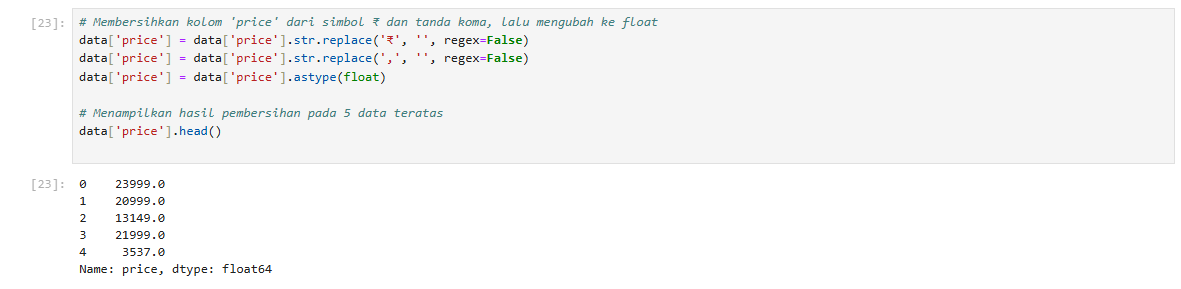 [23]: # Membersihkan kolom 'price' dari simbol ₹ dan tanda koma, lalu mengubah ke float
data['price'] = data['price'].str.replace('₹', '', regex=False)
data['price'] = data['price'].str.replace(',', '', regex=False)
data['price'] = data['price'].astype(float)
# Menampilkan hasil pembersihan pada 5 data teratas
data['price'].head()
[23]: 0    23999.0
1    20999.0
2    13149.0
3    21999.0
4     3537.0
Name: price, dtype: float64